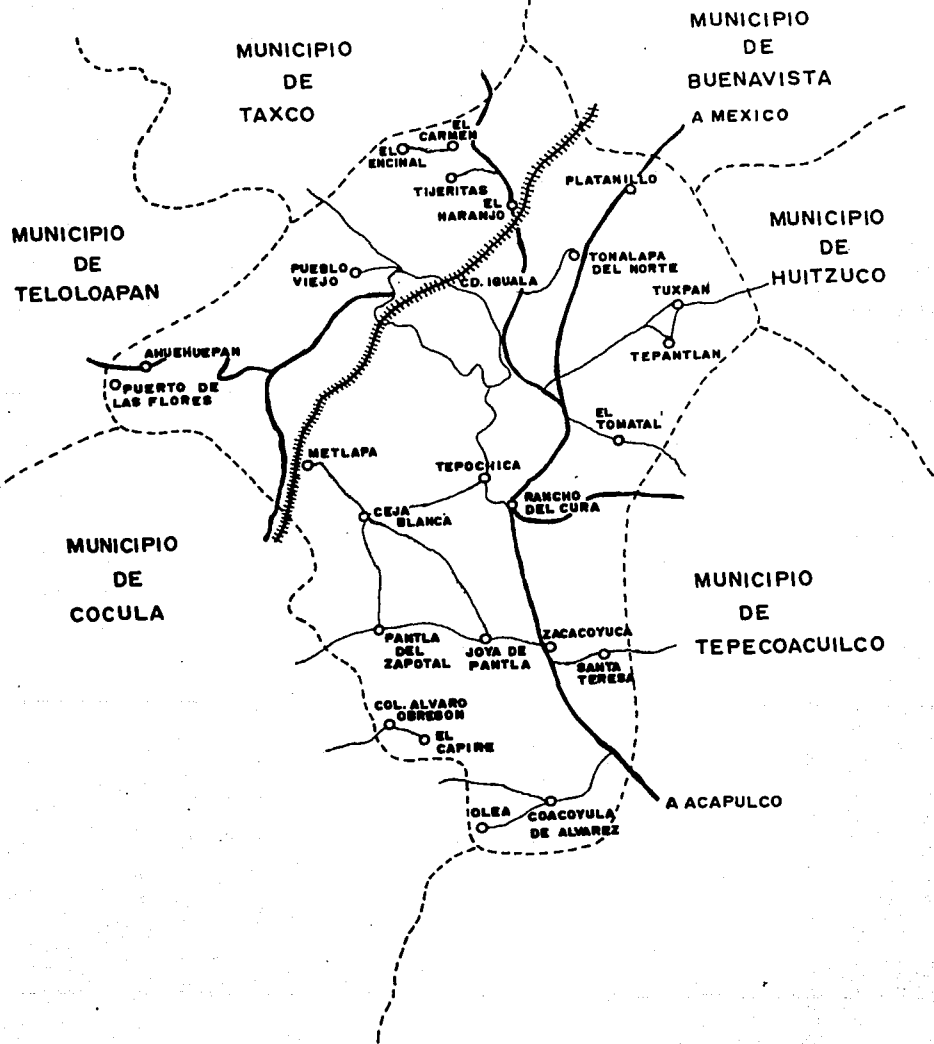 MUNICIPIO
DE
TAXCO
MUNICIPIO
DE
BUENAVISTA
A MEXICO
EL
CARMEN
EL
ENCINAL
TIJERITAS
EL
NARANJO
PLATANILLO
MUNICIPIO
DE
TELOLOAPAN
MUNICIPIO
DE
HUITZUCO
PUEBLO
VIEJO
CD. IGUALA
TONALAPA
DEL NORTE
TUXPAN
TEPANTLAN
AHUEHUEPAN
PUERTO DE
LAS FLORES
EL
TOMATAL
METLAPA
TEPOCHICA
CEJA
BLANCA
RANCHO
DEL CURA
MUNICIPIO
DE
COCULA
MUNICIPIO
DE
TEPECOACUILCO
PANTLA
DEL
ZAPOTAL
JOYA DE
PANTLA
ZACACOYUCA
SANTA
TERESA
COL. ALVARO
OBREGON
EL
CAPIRE
OLEA
COACOYULA
DE ALVAREZ
A ACAPULCO